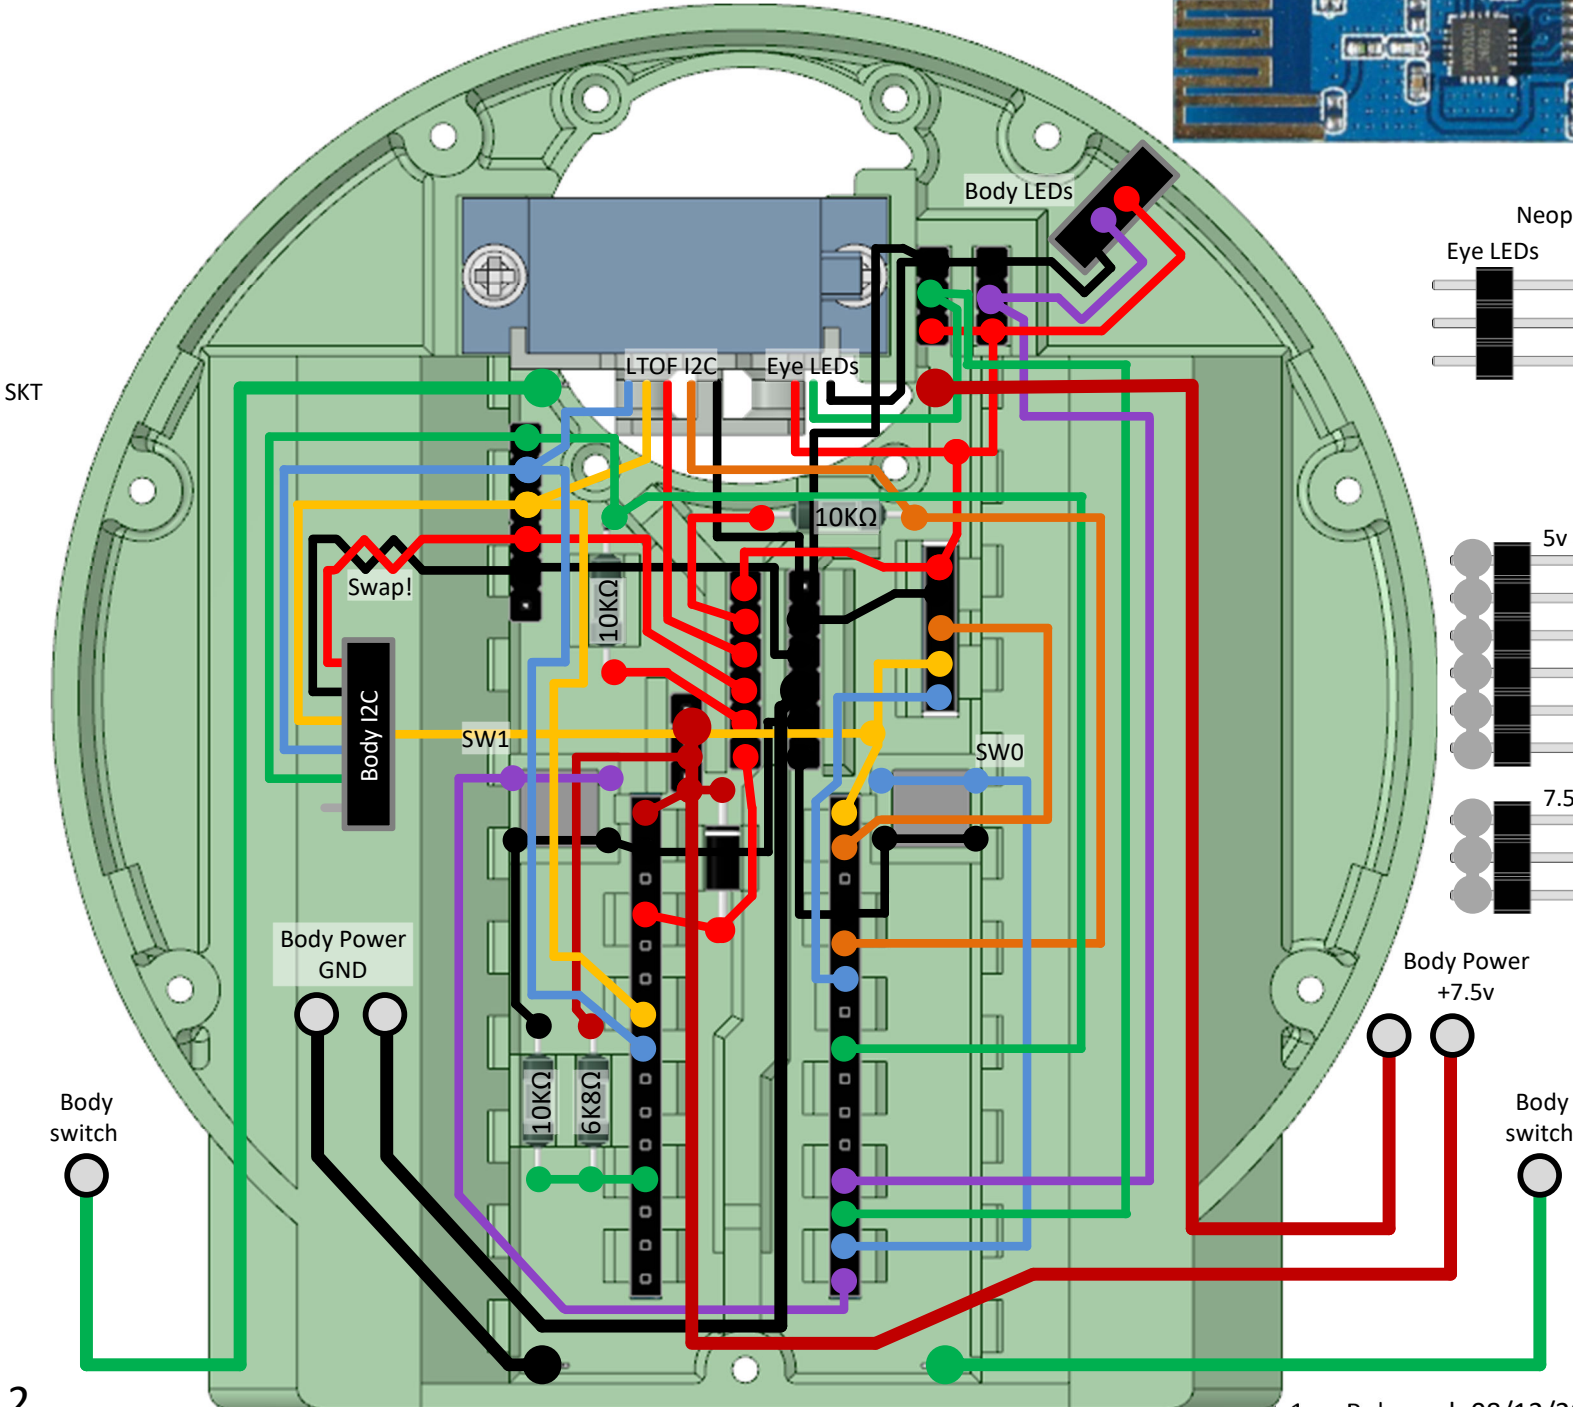 Body LEDs
Neop
Eye LEDs
LTOF I2C
Eye LEDs
SKT
10KΩ
5v
Swap!
10KΩ
Body I2C
SW1
SW0
7.5
Body Power
GND
Body Power
+7.5v
10KΩ
6K8Ω
Body
switch
Body
switch
2